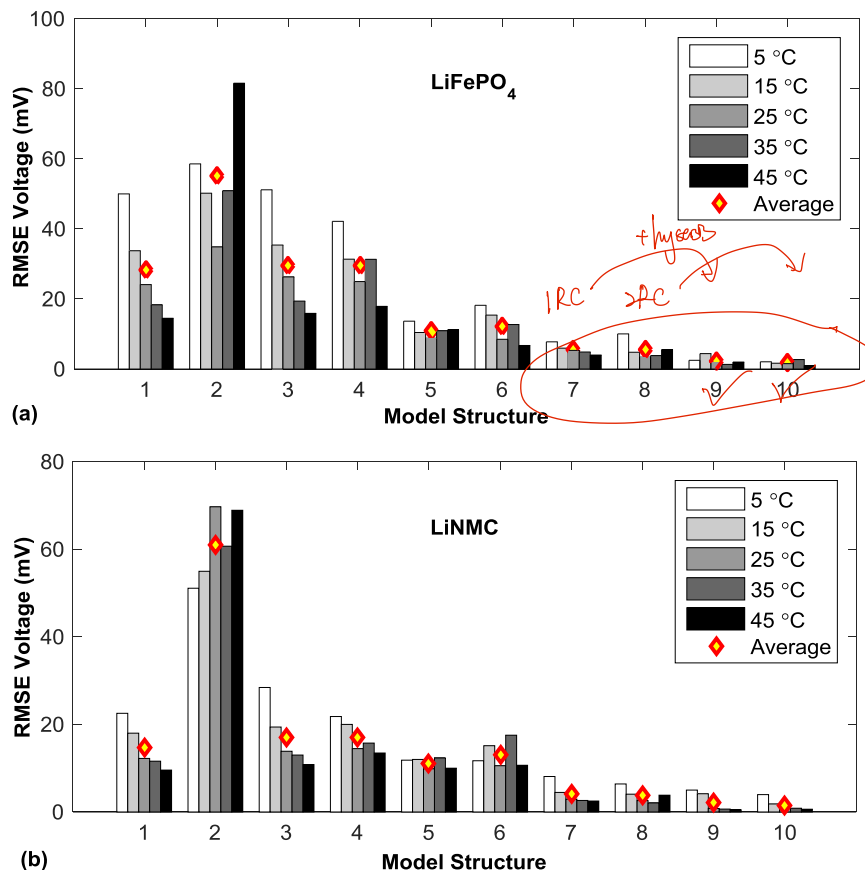 100
80
60
40
20
0
RMSE Voltage (mV)
LiFePO4
5 °C
15 °C
25 °C
35 °C
45 °C
Average
1RC
2RC
1 2 3 4 5 6 7 8 9 10
(a)
Model Structure
80
60
40
20
0
RMSE Voltage (mV)
LiNMC
5 °C
15 °C
25 °C
35 °C
45 °C
Average
1 2 3 4 5 6 7 8 9 10
(b)
Model Structure